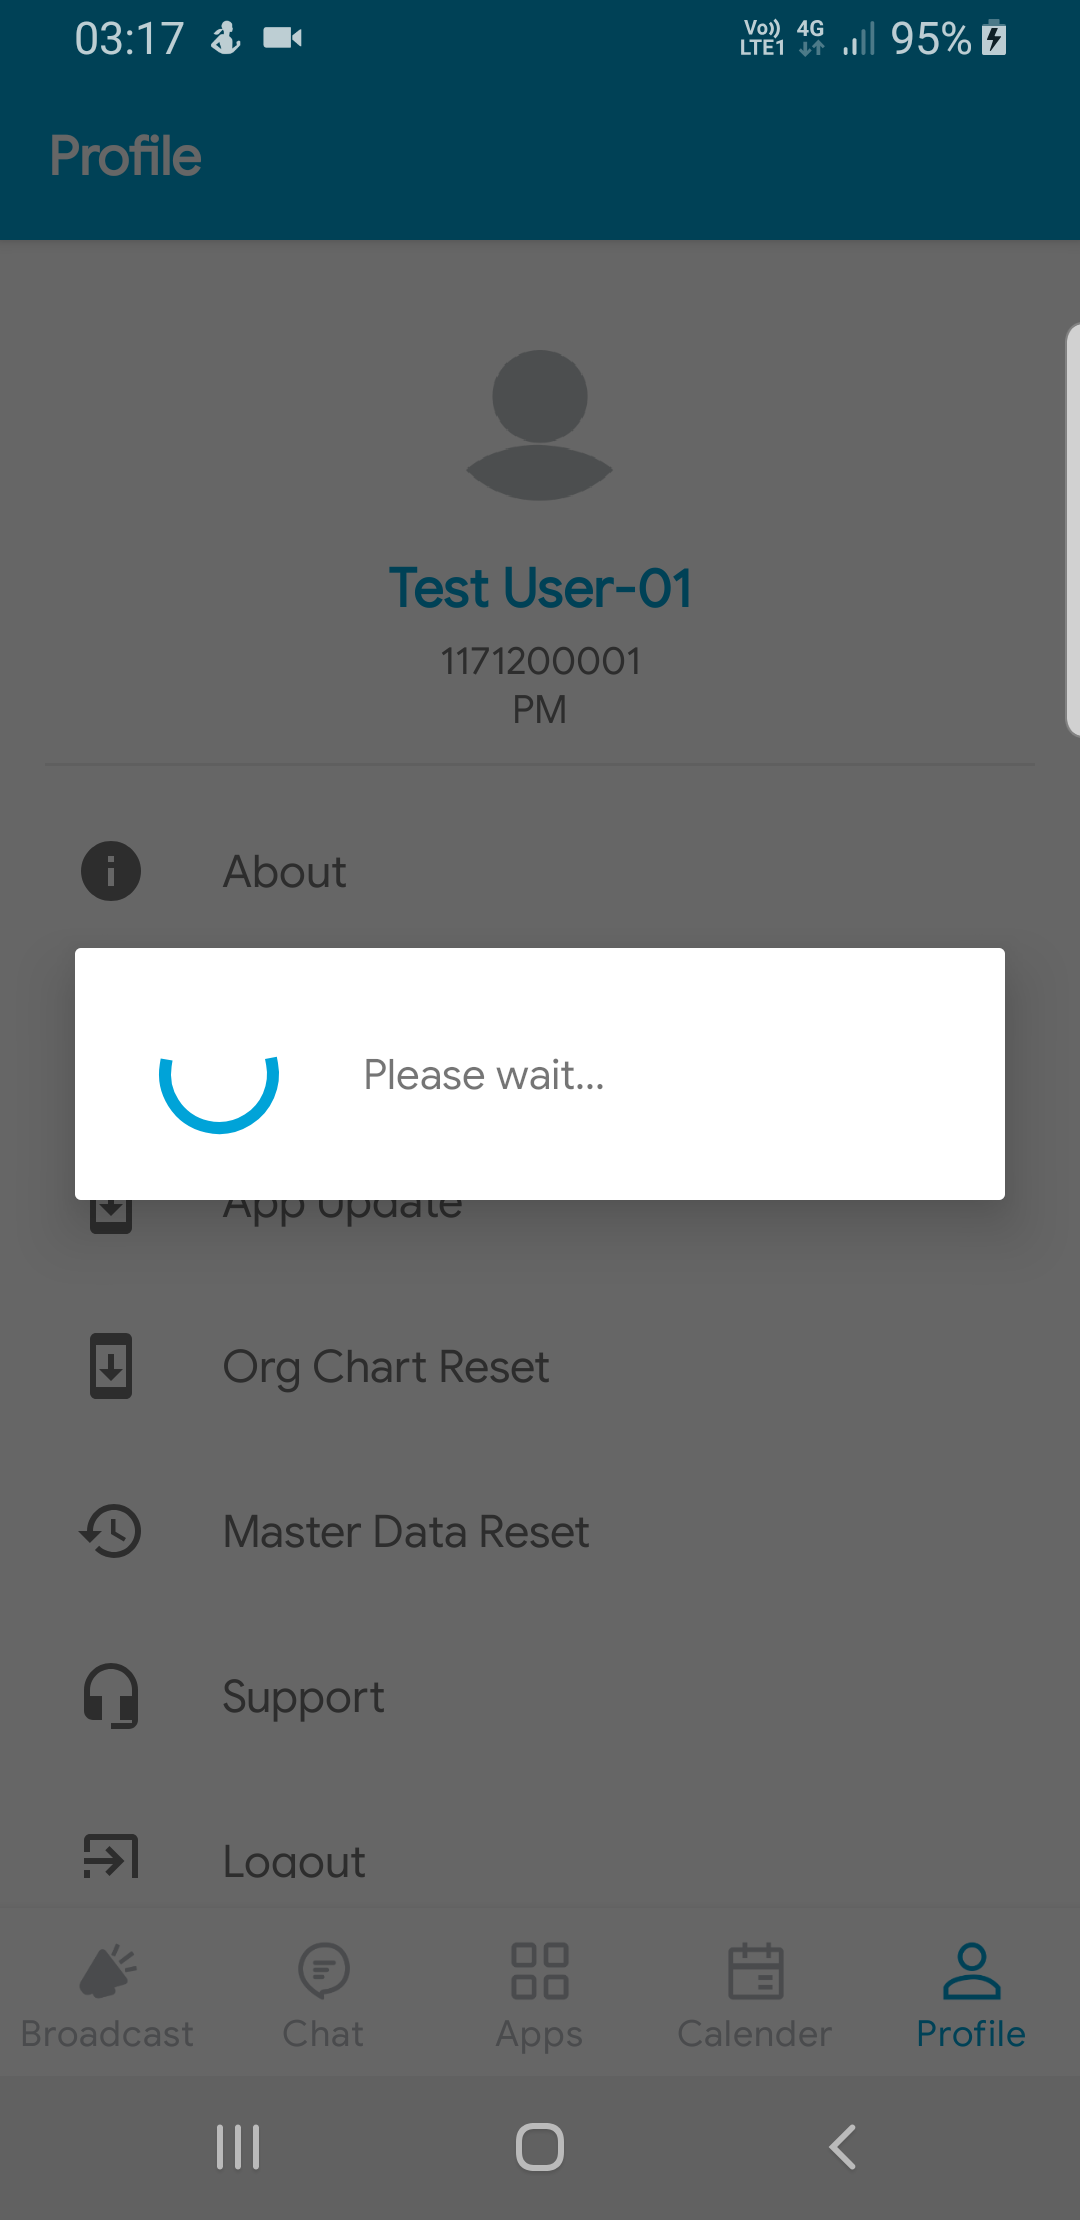 03:17 Vo)) LTE1 4G 95%
Profile
Test User-01
1171200001
PM
About
Please wait...
App Update
Org Chart Reset
Master Data Reset
Support
Logout
Broadcast Chat Apps Calender Profile